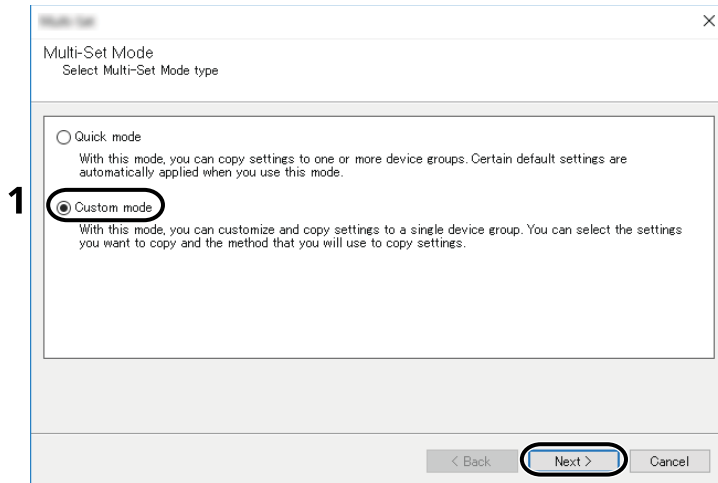 Multi-Set Mode
Select Multi-Set Mode type
Quick mode
With this mode, you can copy settings to one or more device groups. Certain default settings are
automatically applied when you use this mode.
1
Custom mode
With this mode, you can customize and copy settings to a single device group. You can select the settings
you want to copy and the method that you will use to copy settings.
< Back
Next >
Cancel